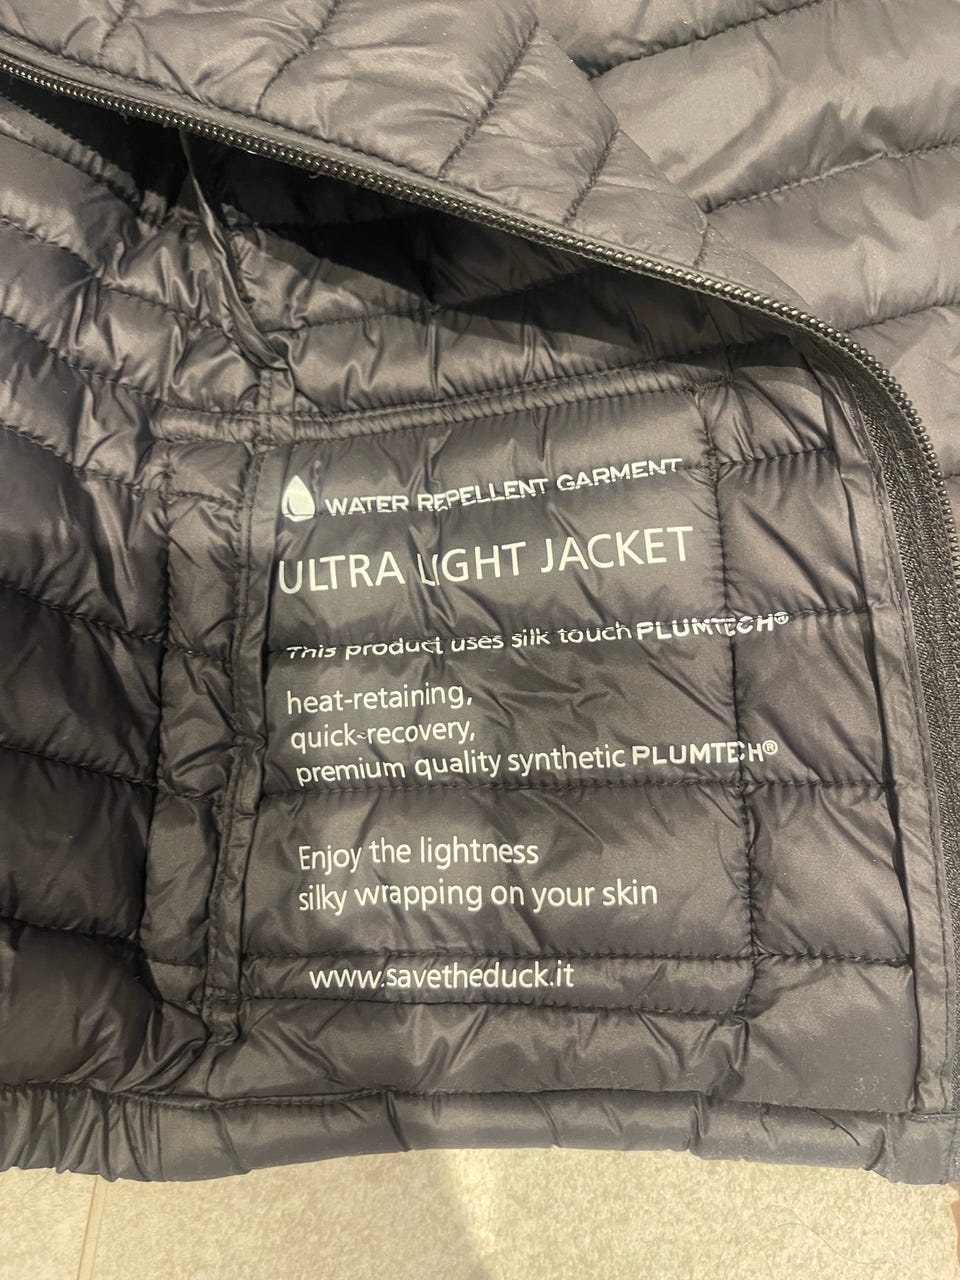 WATER REPELLENT GARMENT
ULTRA LIGHT JACKET
This product uses silk touch PLUMTECH®
heat-retaining,
quick-recovery,
premium quality synthetic PLUMTECH®
Enjoy the lightness
silky wrapping on your skin
www.savetheduck.it